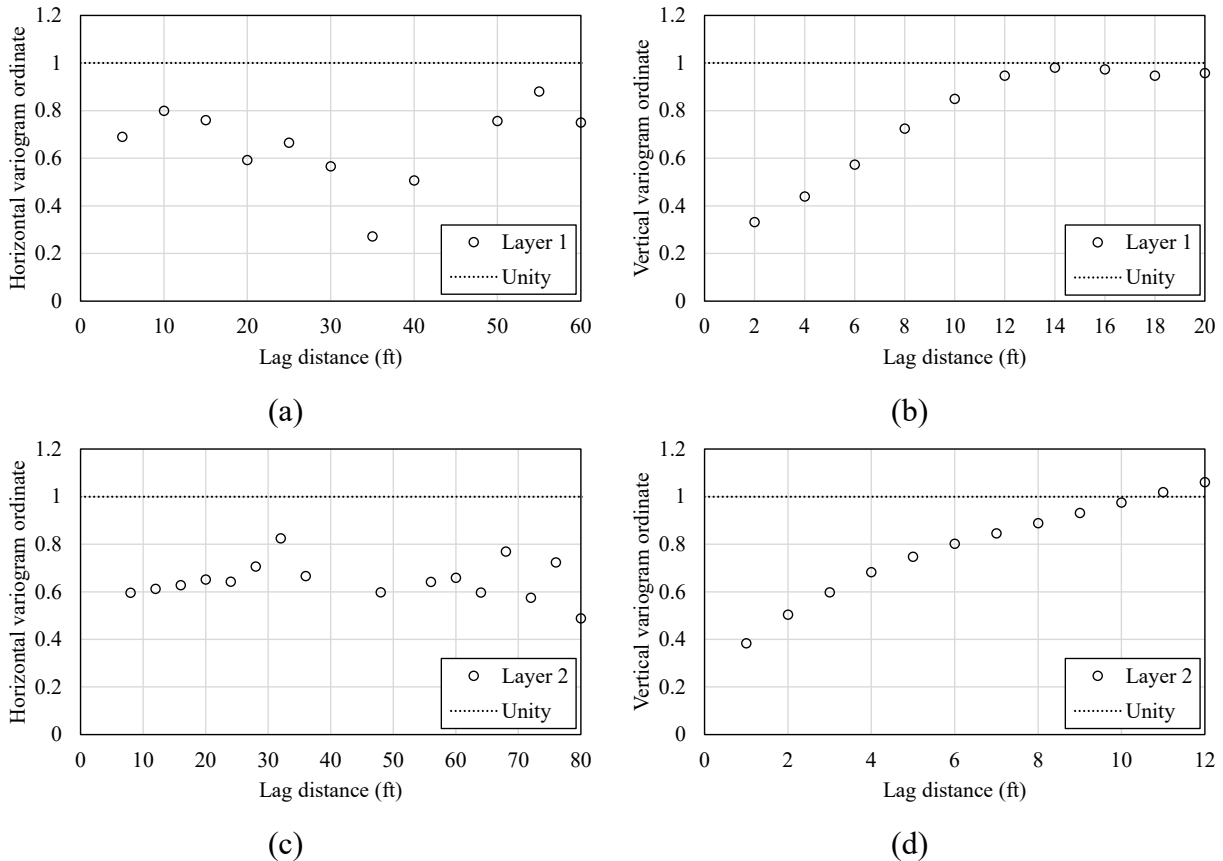 1.2
1
0.8
0.6
0.4
0.2
0
0 10 20 30 40 50 60
Horizontal variogram ordinate
Lag distance (ft)
Layer 1
Unity
(a)
1.2
1
0.8
0.6
0.4
0.2
0
0 2 4 6 8 10 12 14 16 18 20
Vertical variogram ordinate
Lag distance (ft)
Layer 1
Unity
(b)
1.2
1
0.8
0.6
0.4
0.2
0
0 10 20 30 40 50 60 70 80
Horizontal variogram ordinate
Lag distance (ft)
Layer 2
Unity
(c)
1.2
1
0.8
0.6
0.4
0.2
0
0 2 4 6 8 10 12
Vertical variogram ordinate
Lag distance (ft)
Layer 2
Unity
(d)